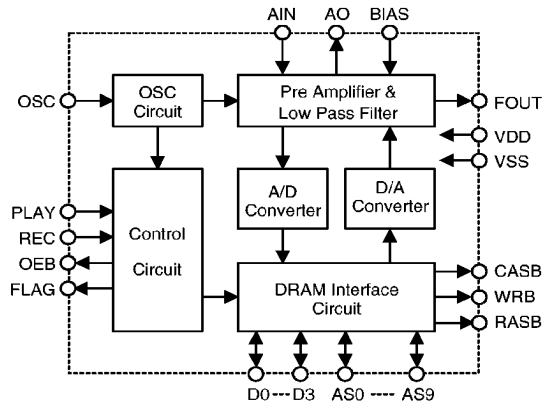 AIN AO BIAS
OSC
OSC
Circuit
Pre Amplifier &
Low Pass Filter
FOUT
VDD
VSS
A/D
Converter
D/A
Converter
PLAY
REC
OEB
FLAG
Control
Circuit
DRAM Interface
Circuit
CASB
WRB
RASB
D0 D3 AS0 AS9